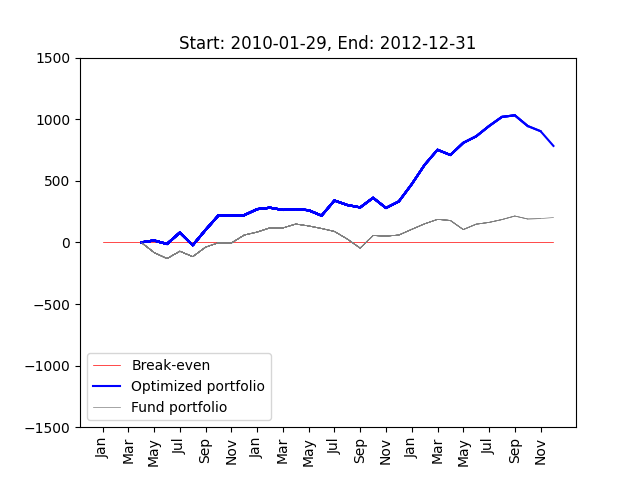 Start: 2010-01-29, End: 2012-12-31
1500
1000
500
0
−500
−1000
−1500
Break-even
Optimized portfolio
Fund portfolio
Jan
Mar
May
Jul
Sep
Nov
Jan
Mar
May
Jul
Sep
Nov
Jan
Mar
May
Jul
Sep
Nov